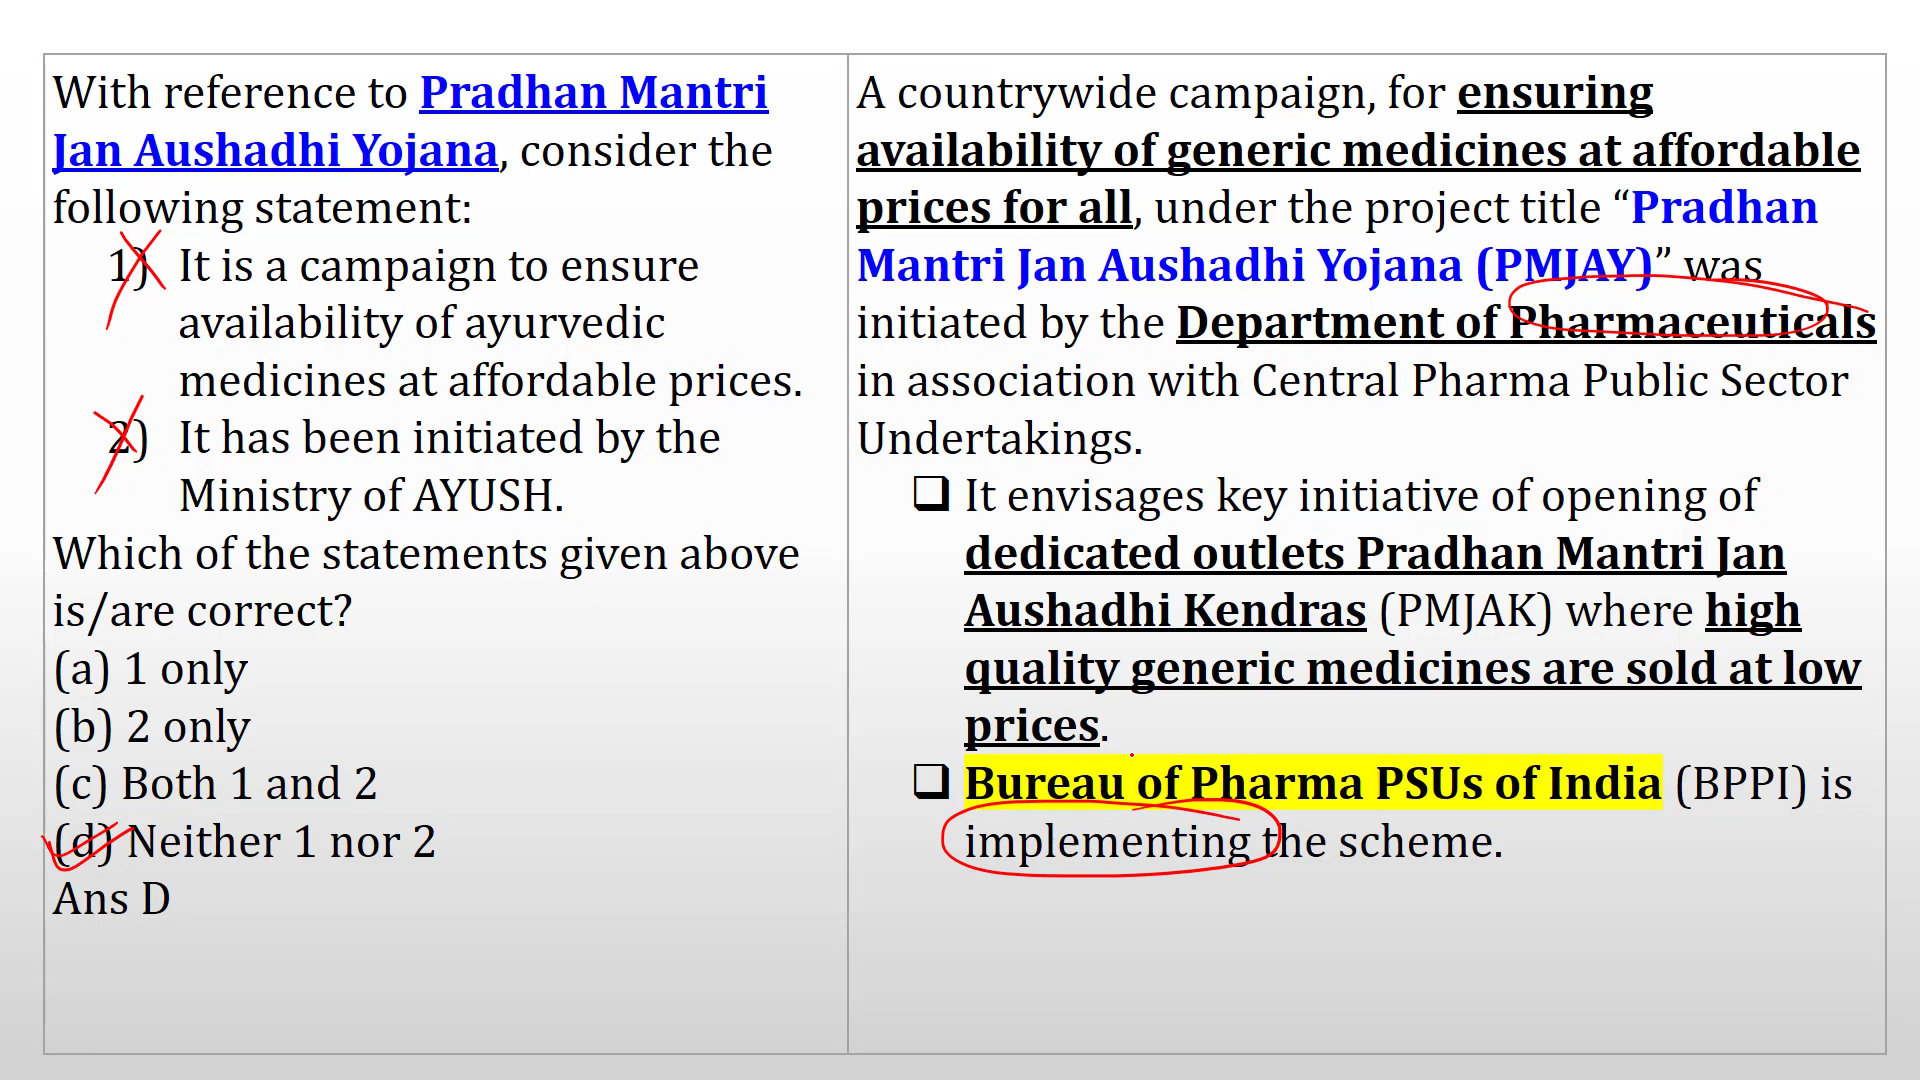 With reference to Pradhan Mantri
Jan Aushadhi Yojana, consider the
following statement:
1) It is a campaign to ensure
availability of ayurvedic
medicines at affordable prices.
2) It has been initiated by the
Ministry of AYUSH.
Which of the statements given above
is/are correct?
(a) 1 only
(b) 2 only
(c) Both 1 and 2
(d) Neither 1 nor 2
Ans D
A countrywide campaign, for ensuring
availability of generic medicines at affordable
prices for all, under the project title “Pradhan
Mantri Jan Aushadhi Yojana (PMJAY)” was
initiated by the Department of Pharmaceuticals
in association with Central Pharma Public Sector
Undertakings.
❑ It envisages key initiative of opening of
dedicated outlets Pradhan Mantri Jan
Aushadhi Kendras (PMJAK) where high
quality generic medicines are sold at low
prices.
❑ Bureau of Pharma PSUs of India (BPPI) is
implementing the scheme.